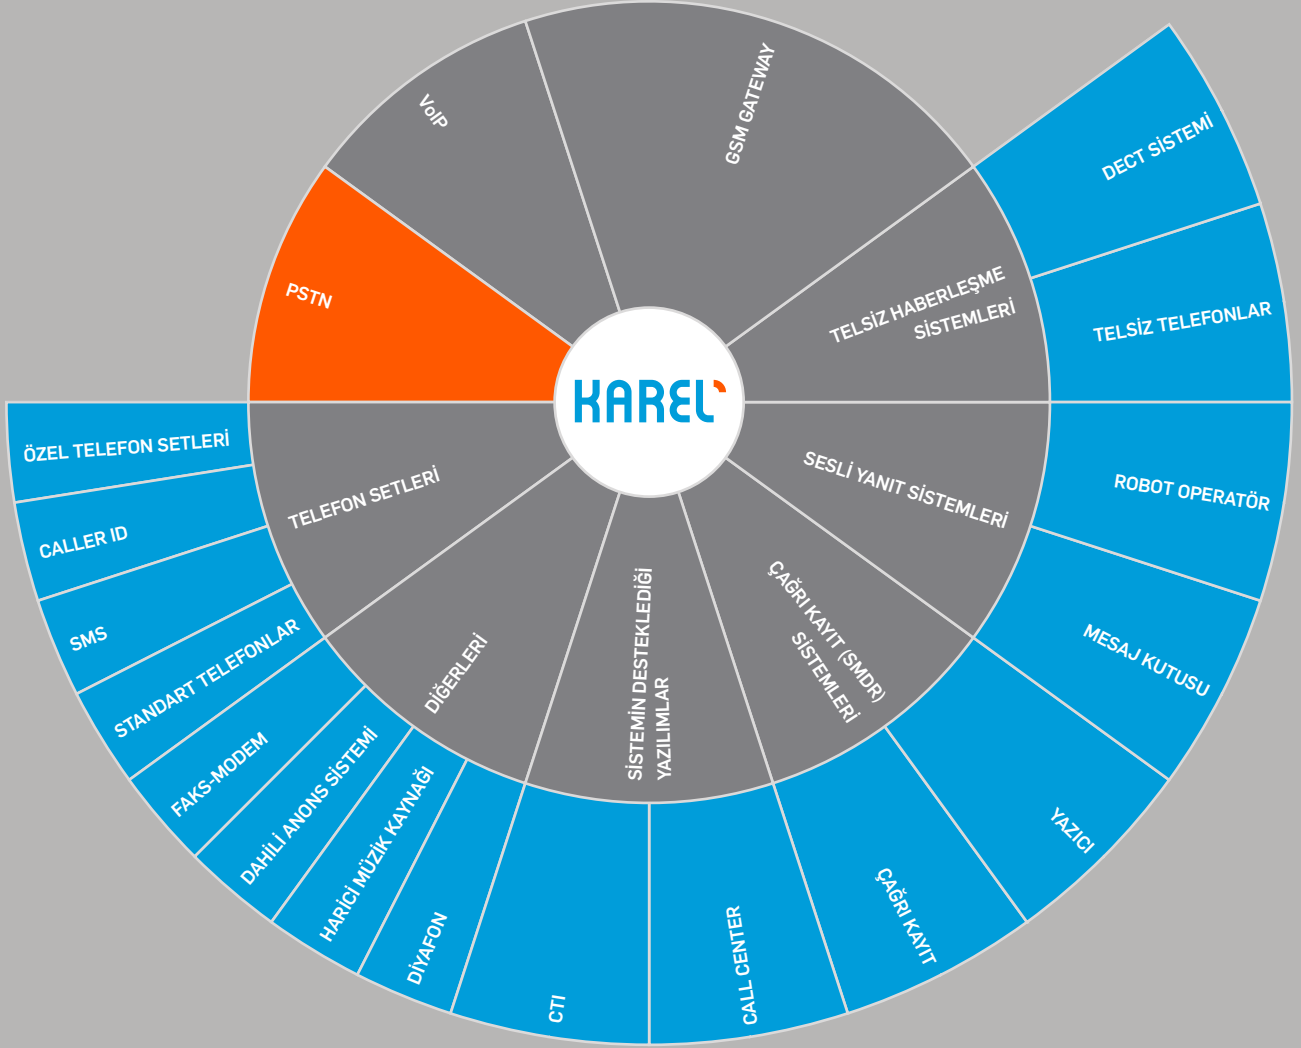 VoIP
GSM GATEWAY
PSTN
TELSİZ HABERLEŞME
SİSTEMLERİ
DECT SİSTEMİ
TELSİZ TELEFONLAR
KAREL
SESLİ YANIT SİSTEMLERİ
ROBOT OPERATÖR
MESAJ KUTUSU
ÇAĞRI KAYIT (SMDR)
SİSTEMLERİ
YAZICI
ÇAĞRI KAYIT
SİSTEMİN DESTEKLEDİĞİ
YAZILIMLAR
CALL CENTER
CTI
DİĞERLERİ
DİYAFON
HARİCİ MÜZİK KAYNAĞI
DAHİLİ ANONS SİSTEMİ
FAKS-MODEM
TELEFON SETLERİ
STANDART TELEFONLAR
SMS
CALLER ID
ÖZEL TELEFON SETLERİ